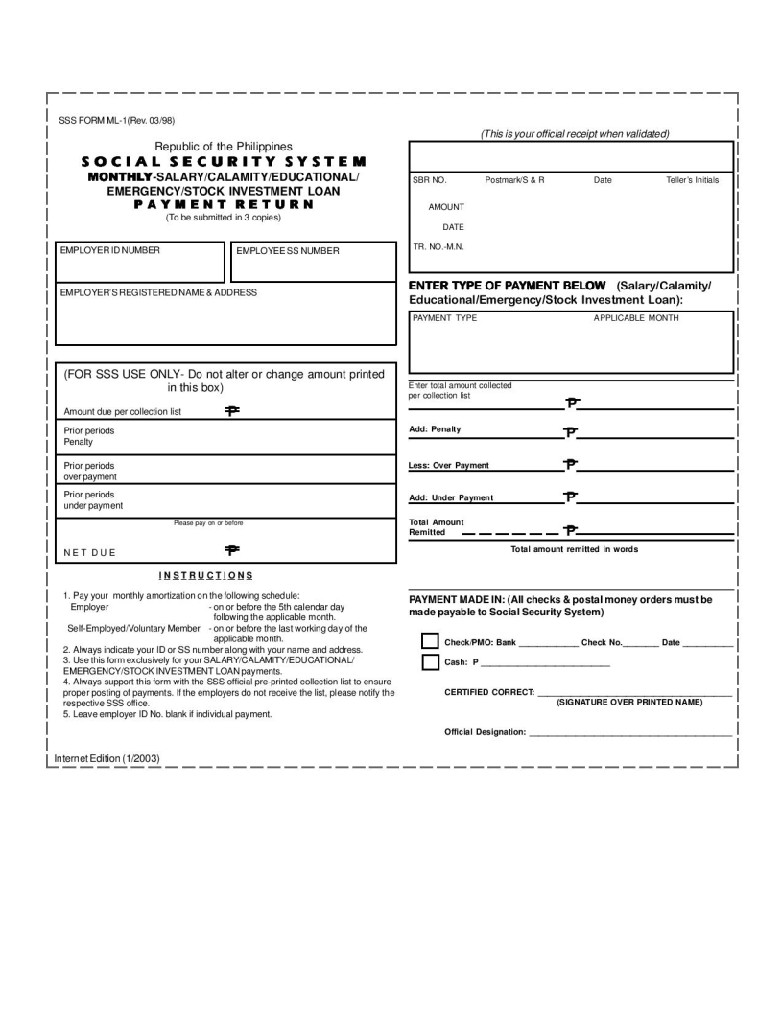 SSS FORM ML-1(Rev. 03/98)
Republic of the Philippines
SOCIAL SECURITY SYSTEM
MONTHLY-SALARY/CALAMITY/EDUCATIONAL/
EMERGENCY/STOCK INVESTMENT LOAN
PAYMENT RETURN
(To be submitted in 3 copies)
EMPLOYER ID NUMBER
EMPLOYEE SS NUMBER
EMPLOYER'S REGISTERED NAME & ADDRESS
(FOR SSS USE ONLY- Do not alter or change amount printed
in this box)
Amount due per collection list ₱
Prior periods
Penalty
Prior periods
overpayment
Prior periods
under payment
Please pay on or before
NET DUE ₱
INSTRUCTIONS
1. Pay your monthly amortization on the following schedule:
Employer - on or before the 5th calendar day
following the applicable month.
Self-Employed/Voluntary Member - on or before the last working day of the
applicable month.
2. Always indicate your ID or SS number along with your name and address.
3. Use this form exclusively for your SALARY/CALAMITY/EDUCATIONAL/
EMERGENCY/STOCK INVESTMENT LOAN payments.
4. Always support this form with the SSS official pre-printed collection list to ensure
proper posting of payments. If the employers do not receive the list, please notify the
respective SSS office.
5. Leave employer ID No. blank if individual payment.
Internet Edition (1/2003)
(This is your official receipt when validated)
SBR NO. Postmark/S & R Date Teller's Initials
AMOUNT
DATE
TR. NO.-M.N.
ENTER TYPE OF PAYMENT BELOW (Salary/Calamity/
Educational/Emergency/Stock Investment Loan):
PAYMENT TYPE APPLICABLE MONTH
Enter total amount collected
per collection list ₱
Add: Penalty ₱
Less: Over Payment ₱
Add: Under Payment ₱
Total Amount
Remitted ₱
Total amount remitted in words
PAYMENT MADE IN: (All checks & postal money orders must be
made payable to Social Security System)
Check/PMO: Bank ____________ Check No._______ Date __________
Cash: P __________________________
CERTIFIED CORRECT: ________________________________________
(SIGNATURE OVER PRINTED NAME)
Official Designation: __________________________________________